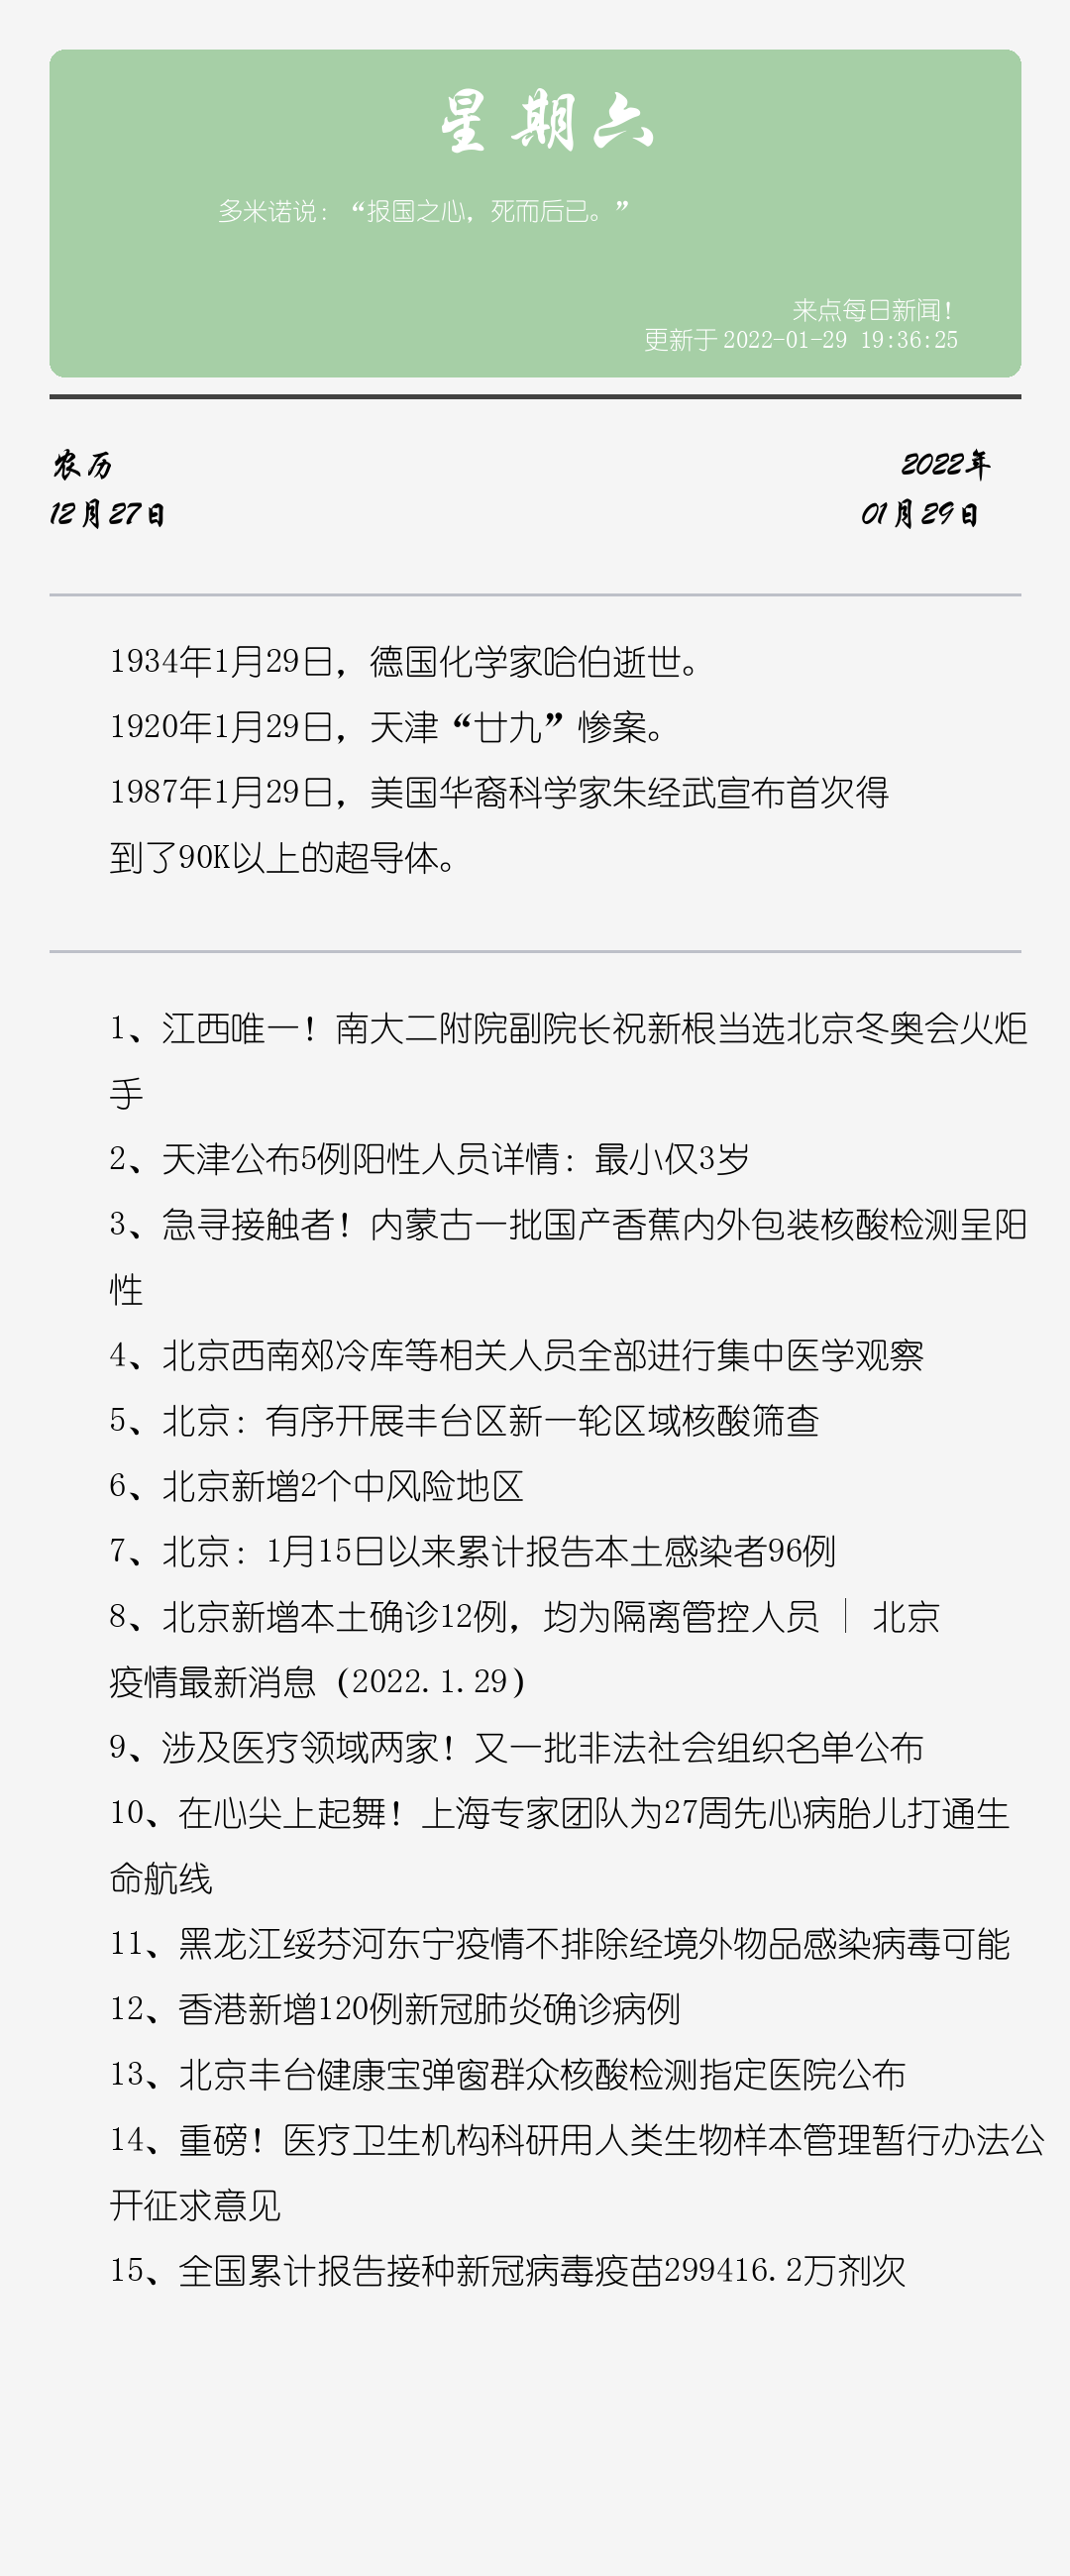 星期六
多米诺说：“报国之心，死而后已。”
来点每日新闻！
更新于2022-01-29 19:36:25
农历
2022年
12月27日
01月29日
1934年1月29日，德国化学家哈伯逝世。
1920年1月29日，天津“廿九”惨案。
1987年1月29日，美国华裔科学家朱经武宣布首次得
到了90K以上的超导体。
1、江西唯一！南大二附院副院长祝新根当选北京冬奥会火炬
手
2、天津公布5例阳性人员详情：最小仅3岁
3、急寻接触者！内蒙古一批国产香蕉内外包装核酸检测呈阳
性
4、北京西南郊冷库等相关人员全部进行集中医学观察
5、北京：有序开展丰台区新一轮区域核酸筛查
6、北京新增2个中风险地区
7、北京：1月15日以来累计报告本土感染者96例
8、北京新增本土确诊12例，均为隔离管控人员｜北京
疫情最新消息（2022.1.29）
9、涉及医疗领域两家！又一批非法社会组织名单公布
10、在心尖上起舞！上海专家团队为27周先心病胎儿打通生
命航线
11、黑龙江绥芬河东宁疫情不排除经境外物品感染病毒可能
12、香港新增120例新冠肺炎确诊病例
13、北京丰台健康宝弹窗群众核酸检测指定医院公布
14、重磅！医疗卫生机构科研用人类生物样本管理暂行办法公
开征求意见
15、全国累计报告接种新冠病毒疫苗299416.2万剂次